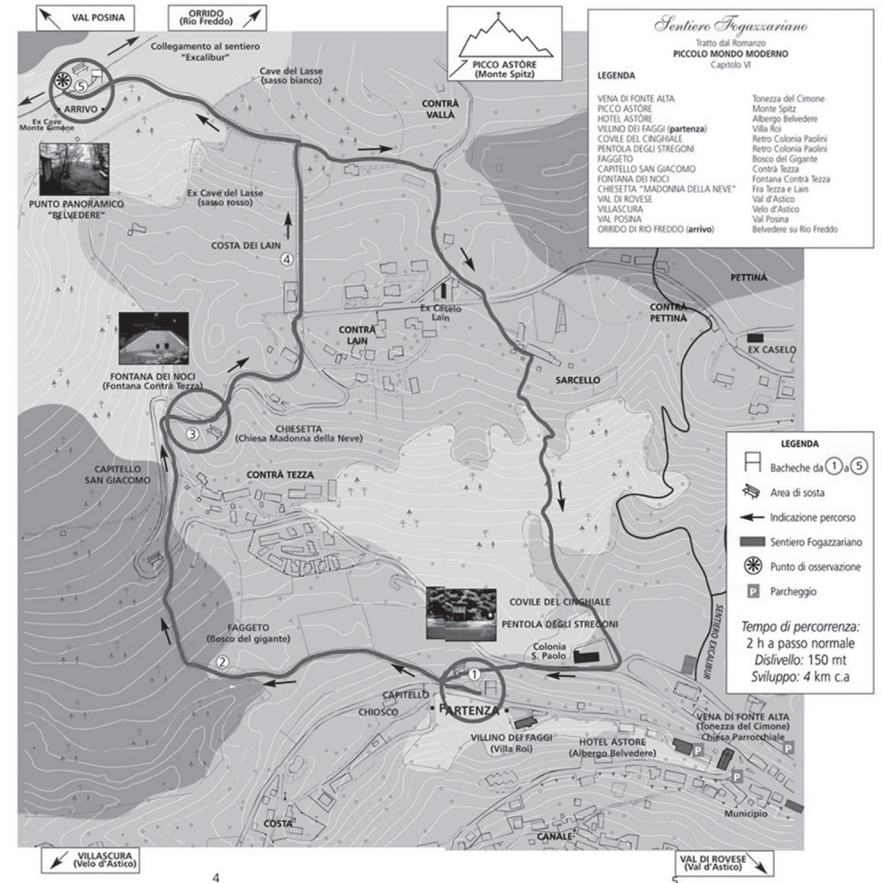 VAL POSINA
ORRIDO
(Rio Freddo)
Collegamento al sentiero
"Excalibur"
PICCO ASTÒRE
(Monte Spitz)
Sentiero Fogazzariano
Tratto dal Romanzo
PICCOLO MONDO MODERNO
Capitolo VI
LEGENDA
VENA DI FONTE ALTA Tonezza del Cimone
PICCO ASTÒRE Monte Spitz
HOTEL ASTÒRE Albergo Belvedere
VILLINO DEI FAGGI (partenza) Villa Roi
COVILE DEL CINGHIALE Retro Colonia Paolini
PENTOLA DEGLI STREGONI Retro Colonia Paolini
FAGGETO Bosco del Gigante
CAPITELLO SAN GIACOMO Contrà Tezza
FONTANA DEI NOCI Fontana Contrà Tezza
CHIESETTA "MADONNA DELLA NEVE" Fra Tezza e Lain
VAL DI ROVESE Val d'Astico
VILLASCURA Velo d'Astico
VAL POSINA Val Posina
ORRIDO DI RIO FREDDO (arrivo) Belvedere su Rio Freddo
5
ARRIVO
Ex Cave
Monte Cimone
Cave del Lasse
(sasso bianco)
CONTRÀ
VALLÀ
PUNTO PANORAMICO
"BELVEDERE"
Ex Cave del Lasse
(sasso rosso)
COSTA DEI LAIN
4
PETTINÀ
CONTRÀ
PETTINÀ
Ex Caselo
Lain
CONTRÀ
LAIN
EX CASELO
FONTANA DEI NOCI
(Fontana Contrà Tezza)
SARCELLO
3
CHIESETTA
(Chiesa Madonna della Neve)
CAPITELLO
SAN GIACOMO
CONTRÀ TEZZA
LEGENDA
Bacheche da 1 a 5
Area di sosta
Indicazione percorso
Sentiero Fogazzariano
Punto di osservazione
P Parcheggio
Tempo di percorrenza:
2 h a passo normale
Dislivello: 150 mt
Sviluppo: 4 km c.a
COVILE DEL CINGHIALE
PENTOLA DEGLI STREGONI
SENTIERO EXCALIBUR
FAGGETO
(Bosco del gigante)
2
Colonia
S. Paolo
1
CAPITELLO
CHIOSCO
PARTENZA
VILLINO DEI FAGGI
(Villa Roi)
HOTEL ASTORE
(Albergo Belvedere)
VENA DI FONTE ALTA
(Tonezza del Cimone)
Chiesa Parrocchiale
P
P
P
Municipio
COSTA
CANALE
VILLASCURA
(Velo d'Astico)
VAL DI ROVESE
(Val d'Astico)
4
5